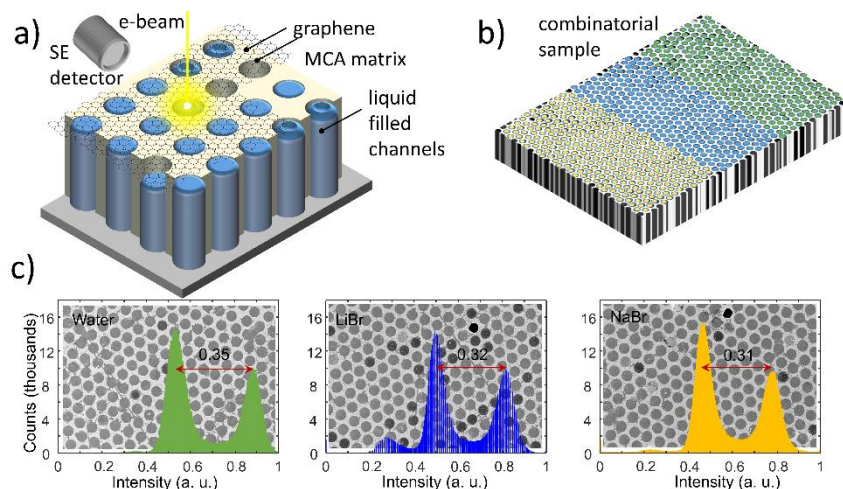 a)
e-beam
SE
detector
graphene
MCA matrix
liquid
filled
channels
b)
combinatorial
sample
c)
Water
0.35
Counts (thousands)
16
12
8
4
0
0 0.2 0.4 0.6 0.8 1
Intensity (a. u.)
LiBr
0.32
16
12
8
4
0
0 0.2 0.4 0.6 0.8 1
Intensity (a. u.)
NaBr
0.31
16
12
8
4
0
0 0.2 0.4 0.6 0.8 1
Intensity (a. u.)